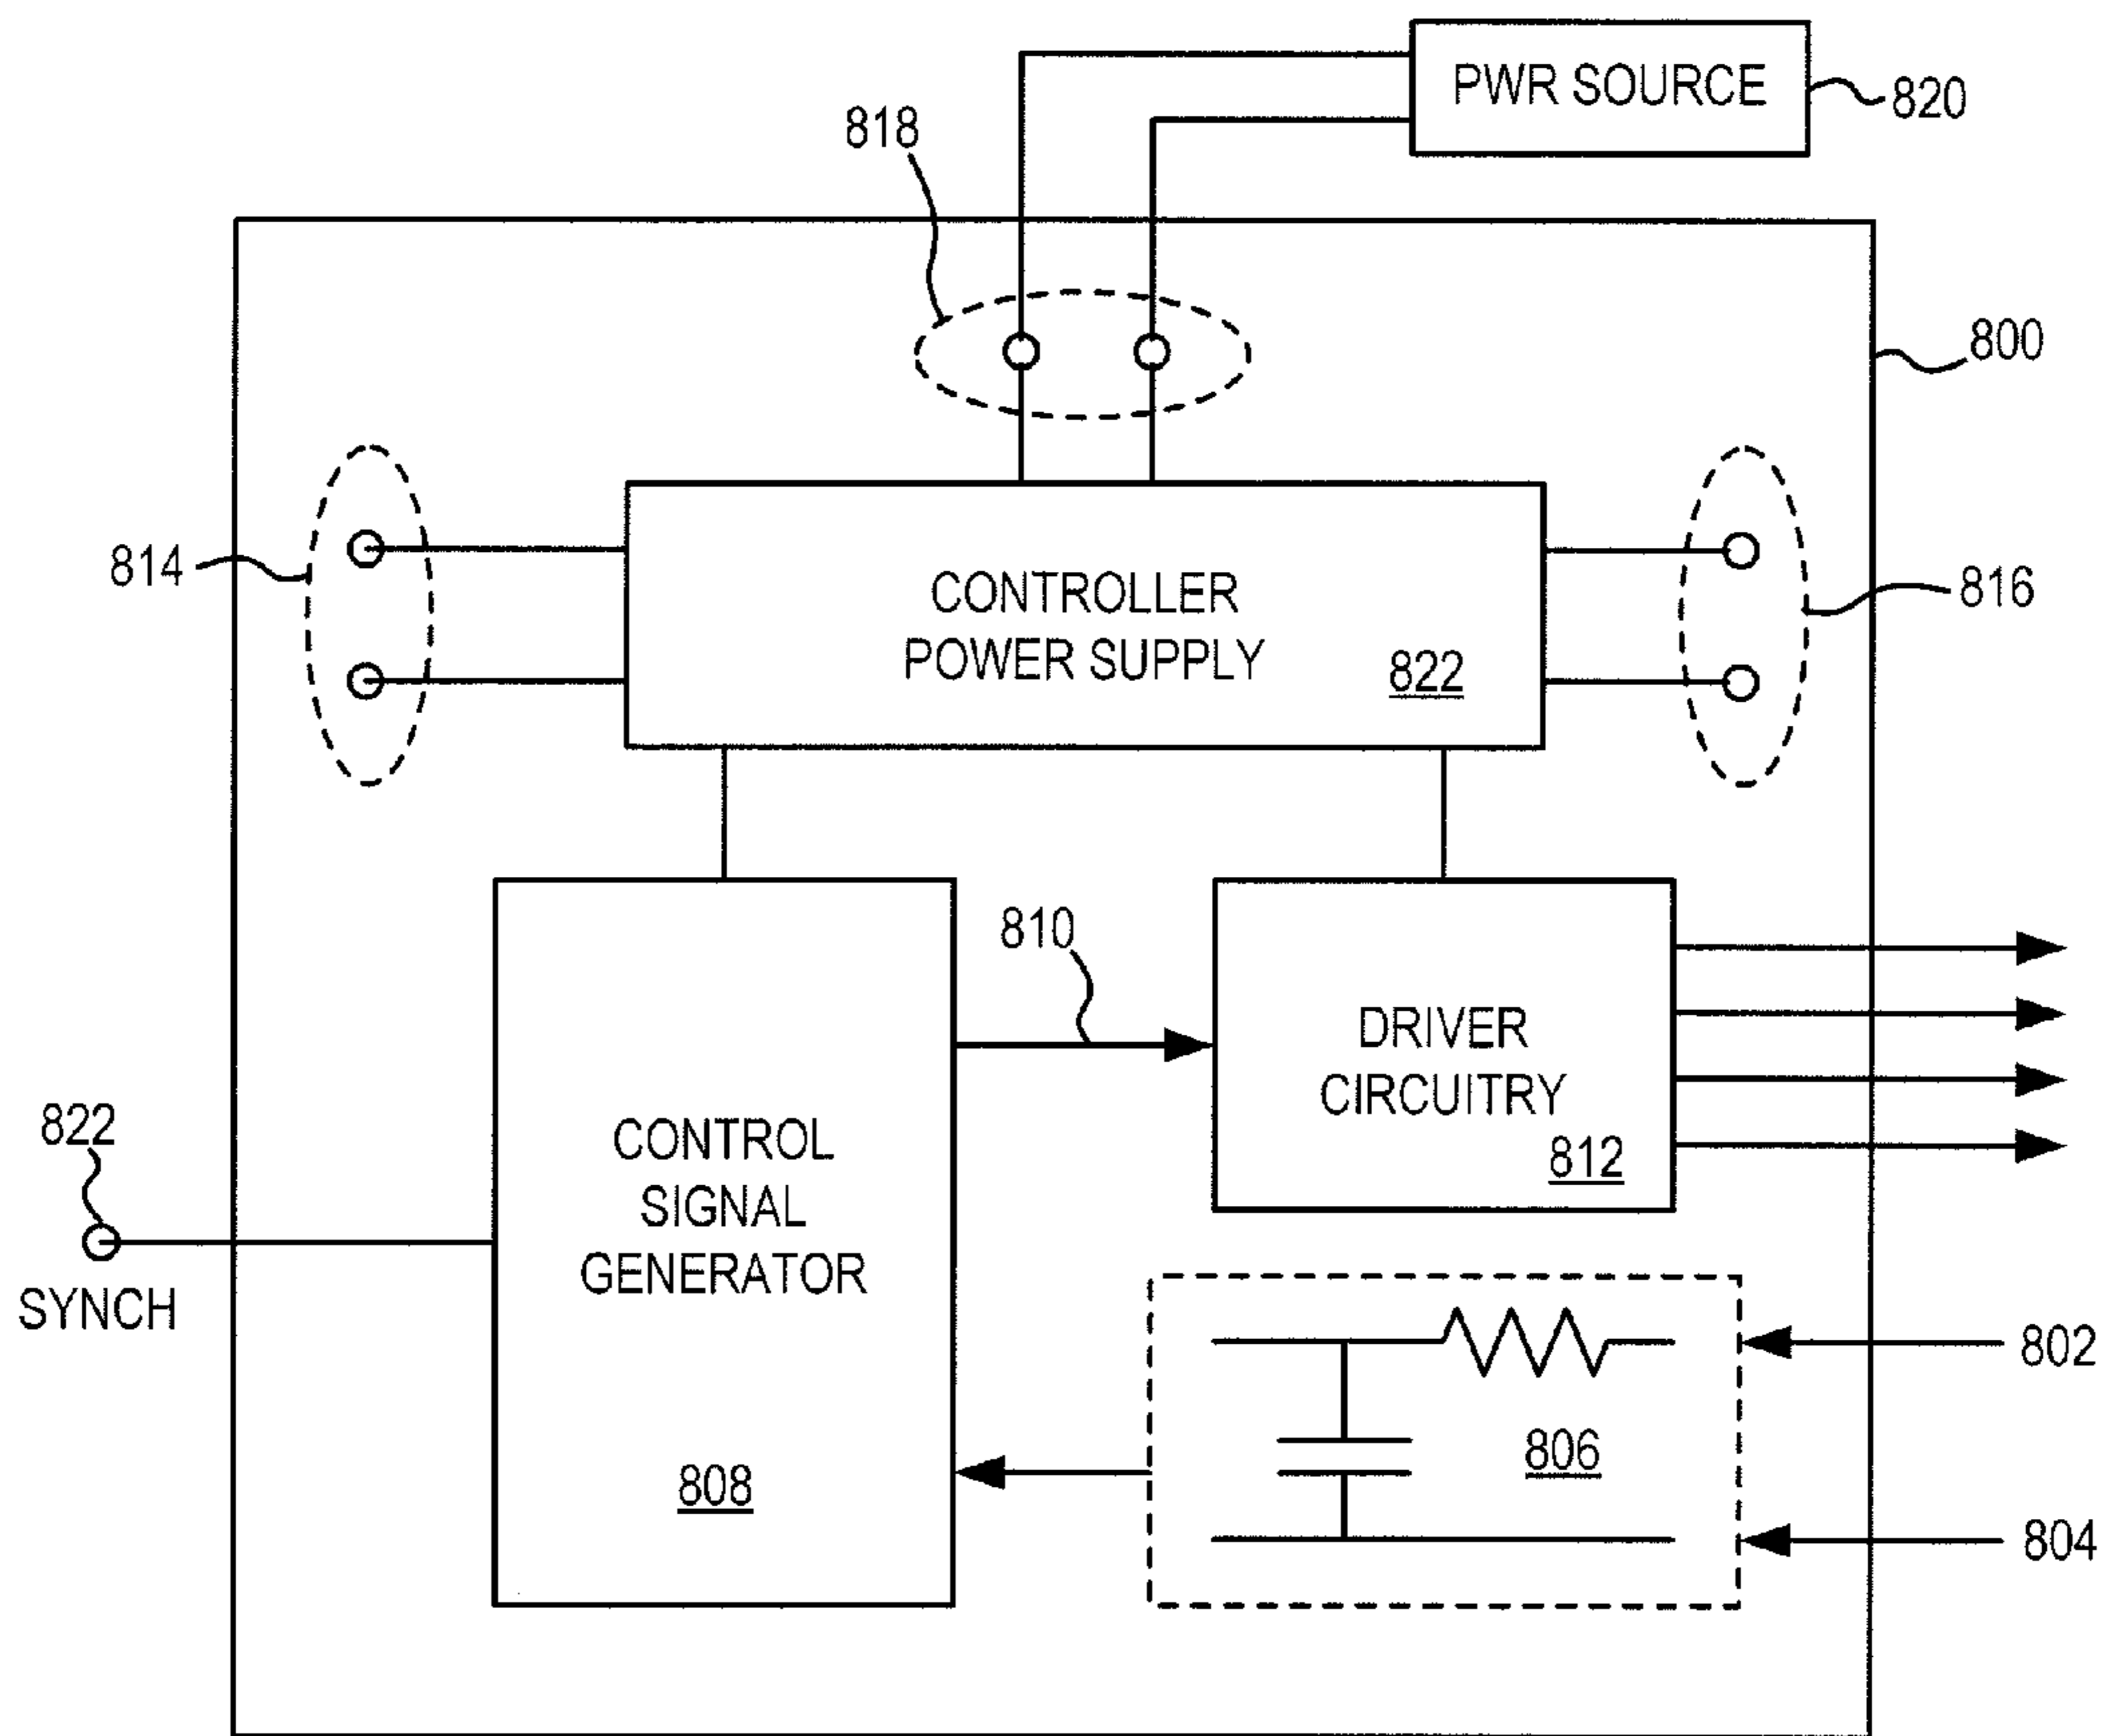 PWR SOURCE
820
818
800
814
CONTROLLER
POWER SUPPLY
822
816
810
DRIVER
CIRCUITRY
812
822
SYNCH
CONTROL
SIGNAL
GENERATOR
808
802
806
804